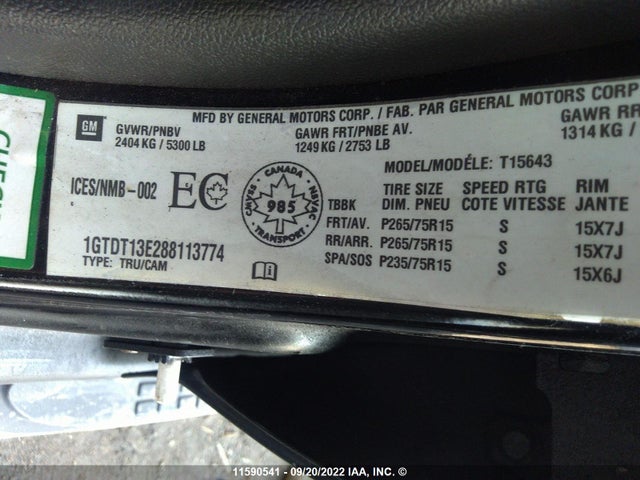 MFD BY GENERAL MOTORS CORP. / FAB. PAR GENERAL MOTORS CORP
GM
GVWR/PNBV
2404 KG / 5300 LB
GAWR FRT/PNBE AV.
1249 KG / 2753 LB
GAWR RR
1314 KG /
MODEL/MODÉLE: T15643
ICES/NMB-002 EC
CANADA
CMVSS NSVAC
985
TRANSPORT
TIRE SIZE SPEED RTG RIM
TBBK DIM. PNEU COTE VITESSE JANTE
FRT/AV. P265/75R15 S 15X7J
RR/ARR. P265/75R15 S 15X7J
SPA/SOS P235/75R15 S 15X6J
1GTDT13E288113774
TYPE: TRU/CAM
11590541 - 09/20/2022 IAA, INC. ©